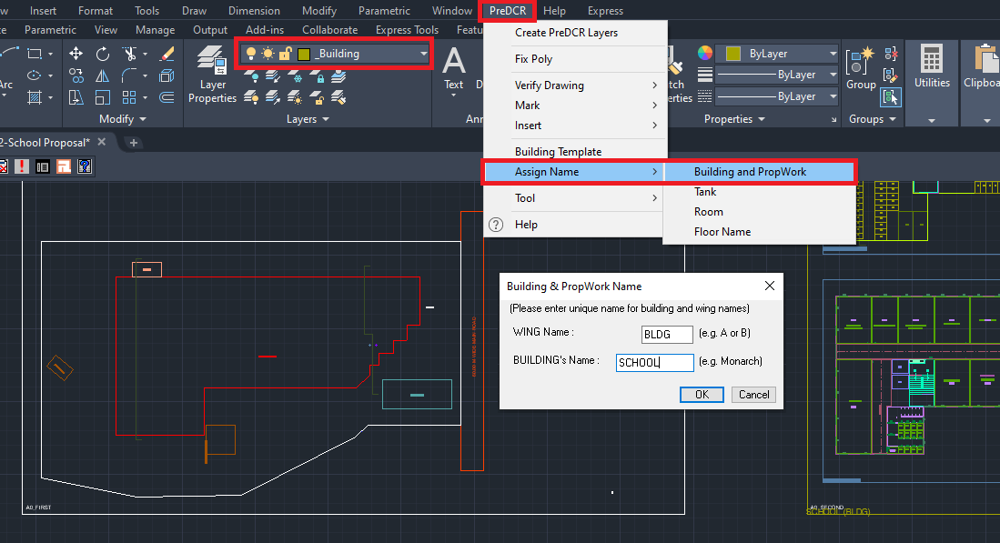 w Insert Format Tools Draw Dimension Modify Parametric Window PreDCR Help Express
e Parametric View Manage Output Add-ins Collaborate Express Tools Featu
Create PreDCR Layers
Fix Poly
Verify Drawing
Mark
Insert
Building Template
Assign Name
Tool
Help
Building and PropWork
Tank
Room
Floor Name
Arc
Modify
Layer
Properties
_Building
Layers
A
Text
D
Ann
tch
erties
ByLayer
ByLayer
ByLayer
Properties
Group
Groups
Utilities
Clipboa
2-School Proposal*
Building & PropWork Name
(Please enter unique name for building and wing names)
WING Name : BLDG (e.g. A or B)
BUILDING's Name : SCHOOL (e.g. Monarch)
OK Cancel
A0_FIRST
A0_SECOND
SCHOOL (BLDG)